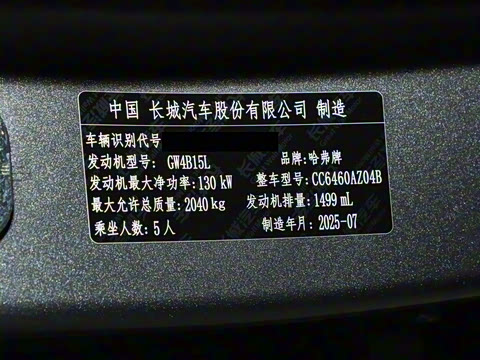 中国 长城汽车股份有限公司 制造
车辆识别代号
发动机型号: GW4B15L 品牌:哈弗牌
发动机最大净功率:130 kW 整车型号:CC6460AZ04B
最大允许总质量: 2040 kg 发动机排量: 1499 mL
乘坐人数: 5 人 制造年月: 2025-07